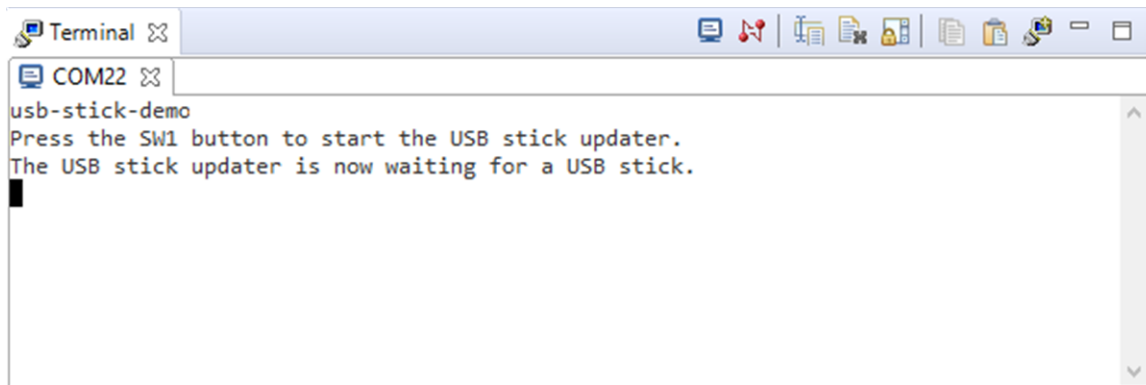 Terminal
COM22
usb-stick-demo
Press the SW1 button to start the USB stick updater.
The USB stick updater is now waiting for a USB stick.